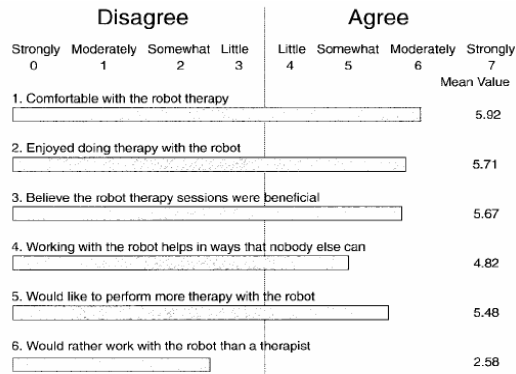 Disagree Agree
Strongly Moderately Somewhat Little Little Somewhat Moderately Strongly
0 1 2 3 4 5 6 7
Mean Value
1. Comfortable with the robot therapy
5.92
2. Enjoyed doing therapy with the robot
5.71
3. Believe the robot therapy sessions were beneficial
5.67
4. Working with the robot helps in ways that nobody else can
4.82
5. Would like to perform more therapy with the robot
5.48
6. Would rather work with the robot than a therapist
2.58